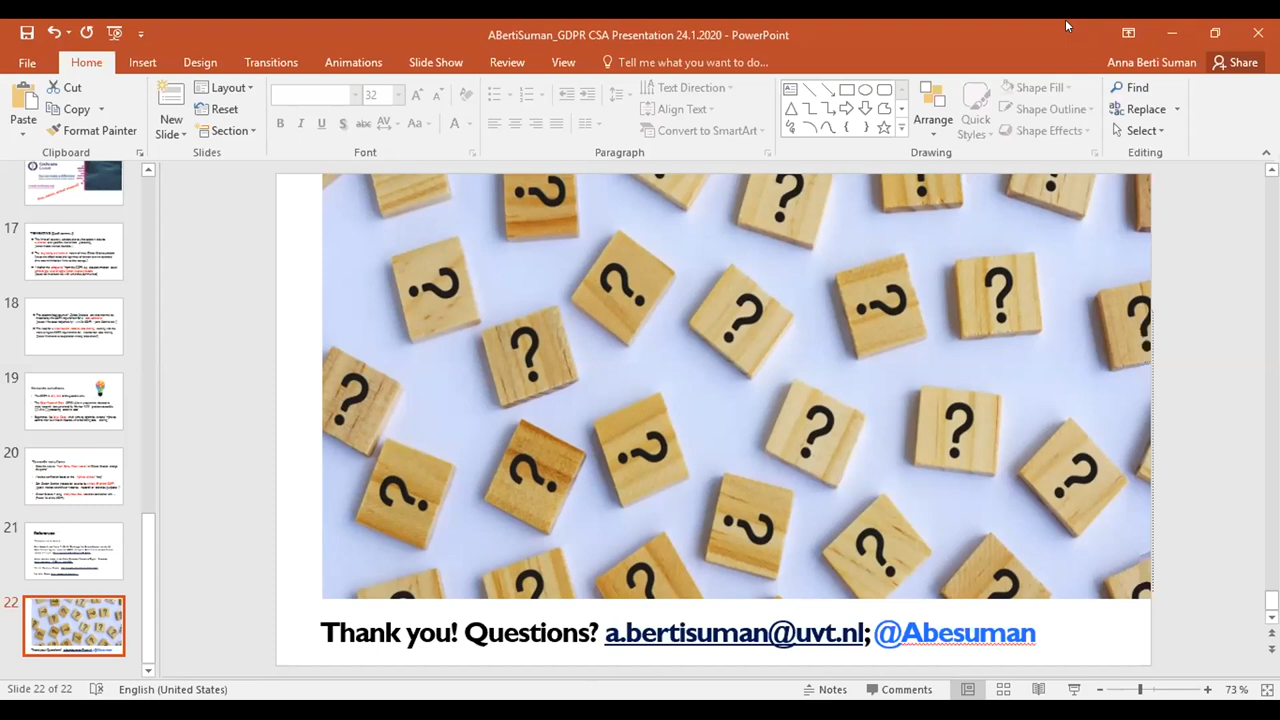 ABertiSuman_GDPR CSA Presentation 24.1.2020 - PowerPoint
File Home Insert Design Transitions Animations Slide Show Review View Tell me what you want to do... Anna Berti Suman Share
Paste
Cut
Copy
Format Painter
Clipboard
New Slide
Layout
Reset
Section
Slides
32
B I U S abc AV Aa A
Font
Text Direction
Align Text
Convert to SmartArt
Paragraph
Arrange
Quick Styles
Shape Fill
Shape Outline
Shape Effects
Drawing
Find
Replace
Select
Editing
17
18
19
20
21
References
22
? ? ? ? ? ? ? ?
? ? ? ? ? ? ?
? ? ? ? ? ?
? ? ? ? ? ?
Thank you! Questions? a.bertisuman@uvt.nl; @Abesuman
Slide 22 of 22 English (United States) Notes Comments 73 %